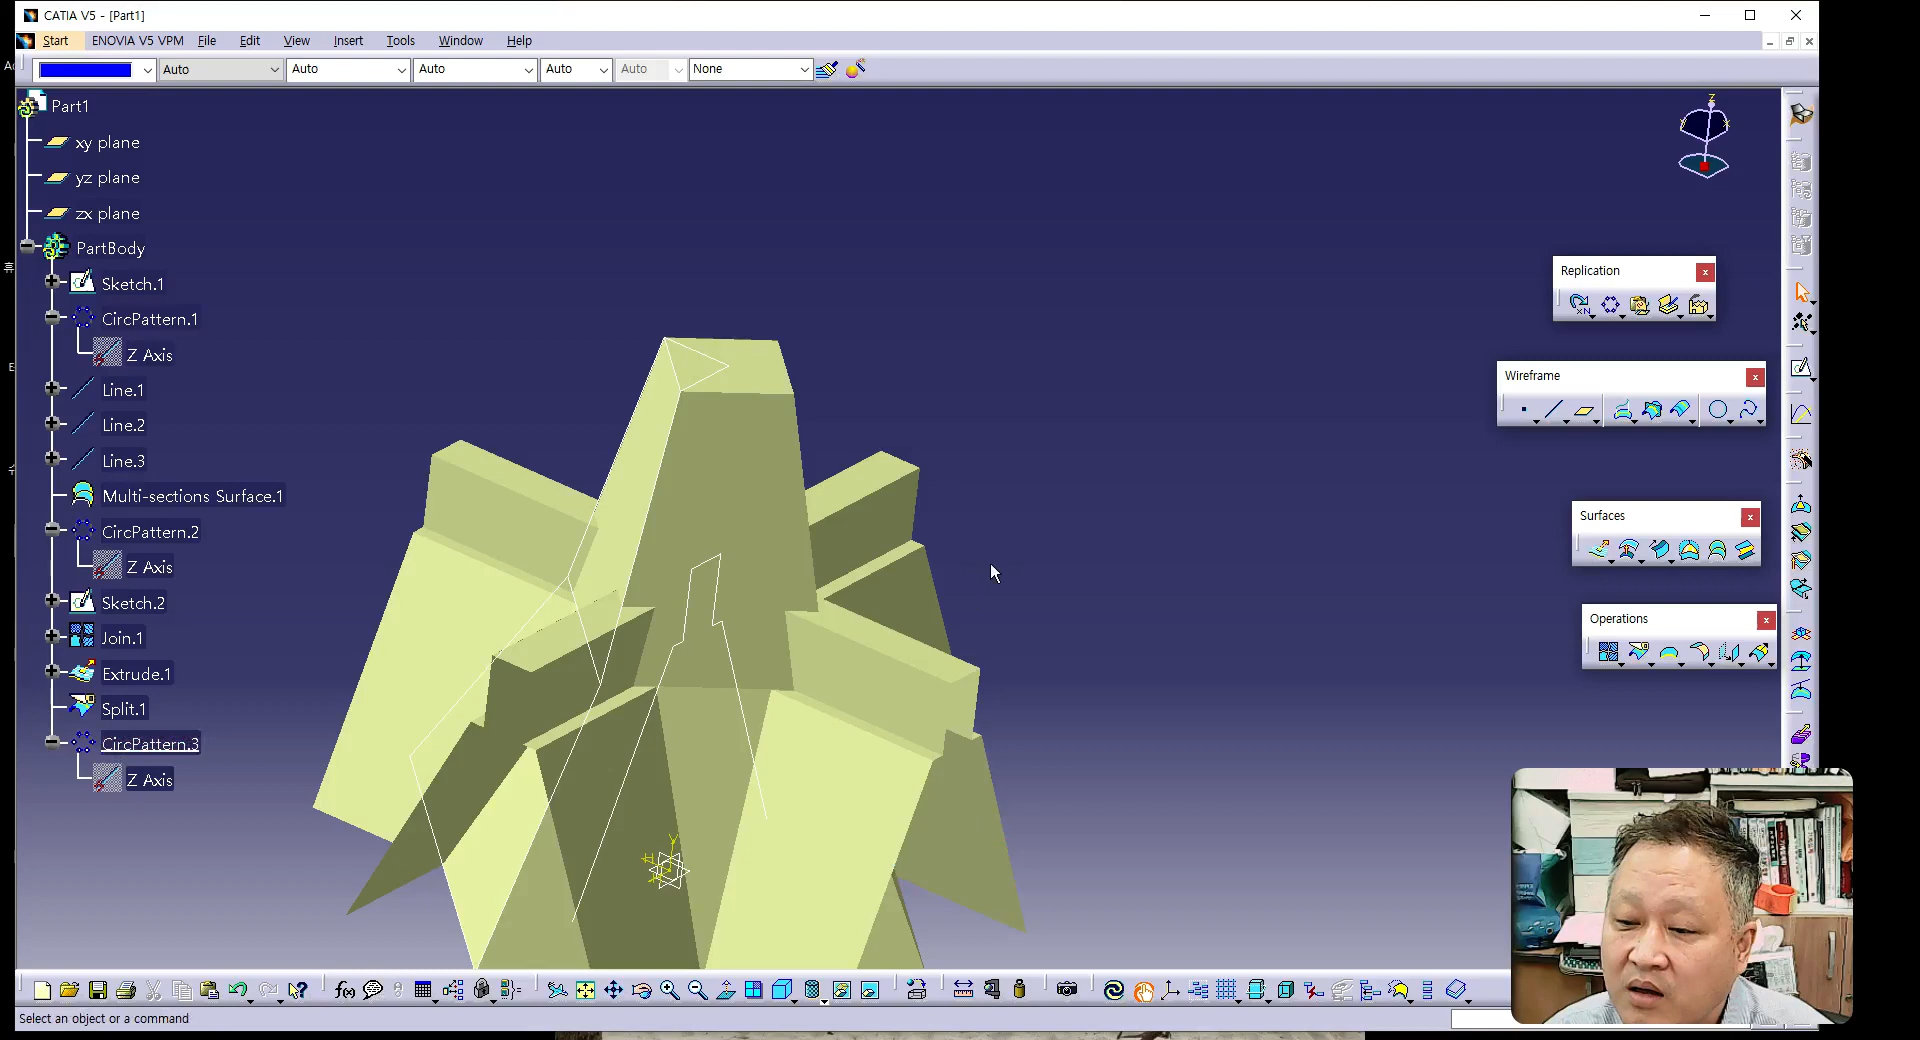 CATIA V5 - [Part1]
Start ENOVIA V5 VPM File Edit View Insert Tools Window Help
Auto Auto Auto Auto Auto None
Part1
xy plane
yz plane
zx plane
PartBody
Sketch.1
CircPattern.1
Z Axis
Line.1
Line.2
Line.3
Multi-sections Surface.1
CircPattern.2
Z Axis
Sketch.2
Join.1
Extrude.1
Split.1
CircPattern.3
Z Axis
z
Replication
Wireframe
Surfaces
Operations
Select an object or a command